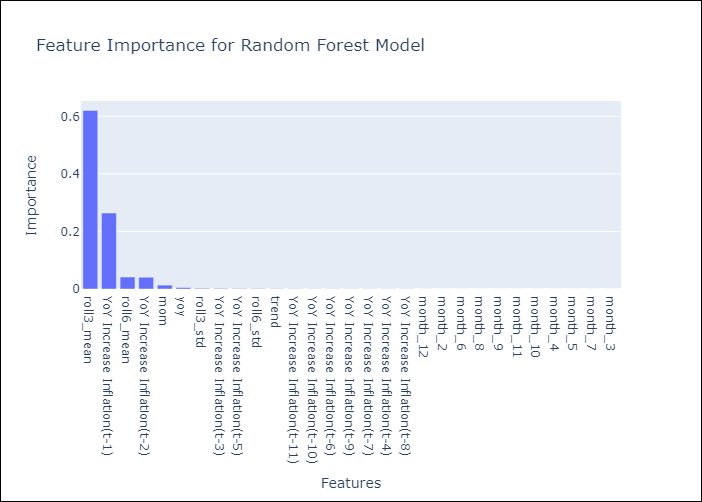 Feature Importance for Random Forest Model
Importance
0.6
0.4
0.2
0
roll3_mean
YoY Increase Inflation(t-1)
roll6_mean
YoY Increase Inflation(t-2)
mom
yoy
roll3_std
YoY Increase Inflation(t-3)
YoY Increase Inflation(t-5)
roll6_std
trend
YoY Increase Inflation(t-11)
YoY Increase Inflation(t-10)
YoY Increase Inflation(t-6)
YoY Increase Inflation(t-9)
YoY Increase Inflation(t-7)
YoY Increase Inflation(t-4)
YoY Increase Inflation(t-8)
month_12
month_2
month_6
month_8
month_9
month_11
month_10
month_4
month_5
month_7
month_3
Features